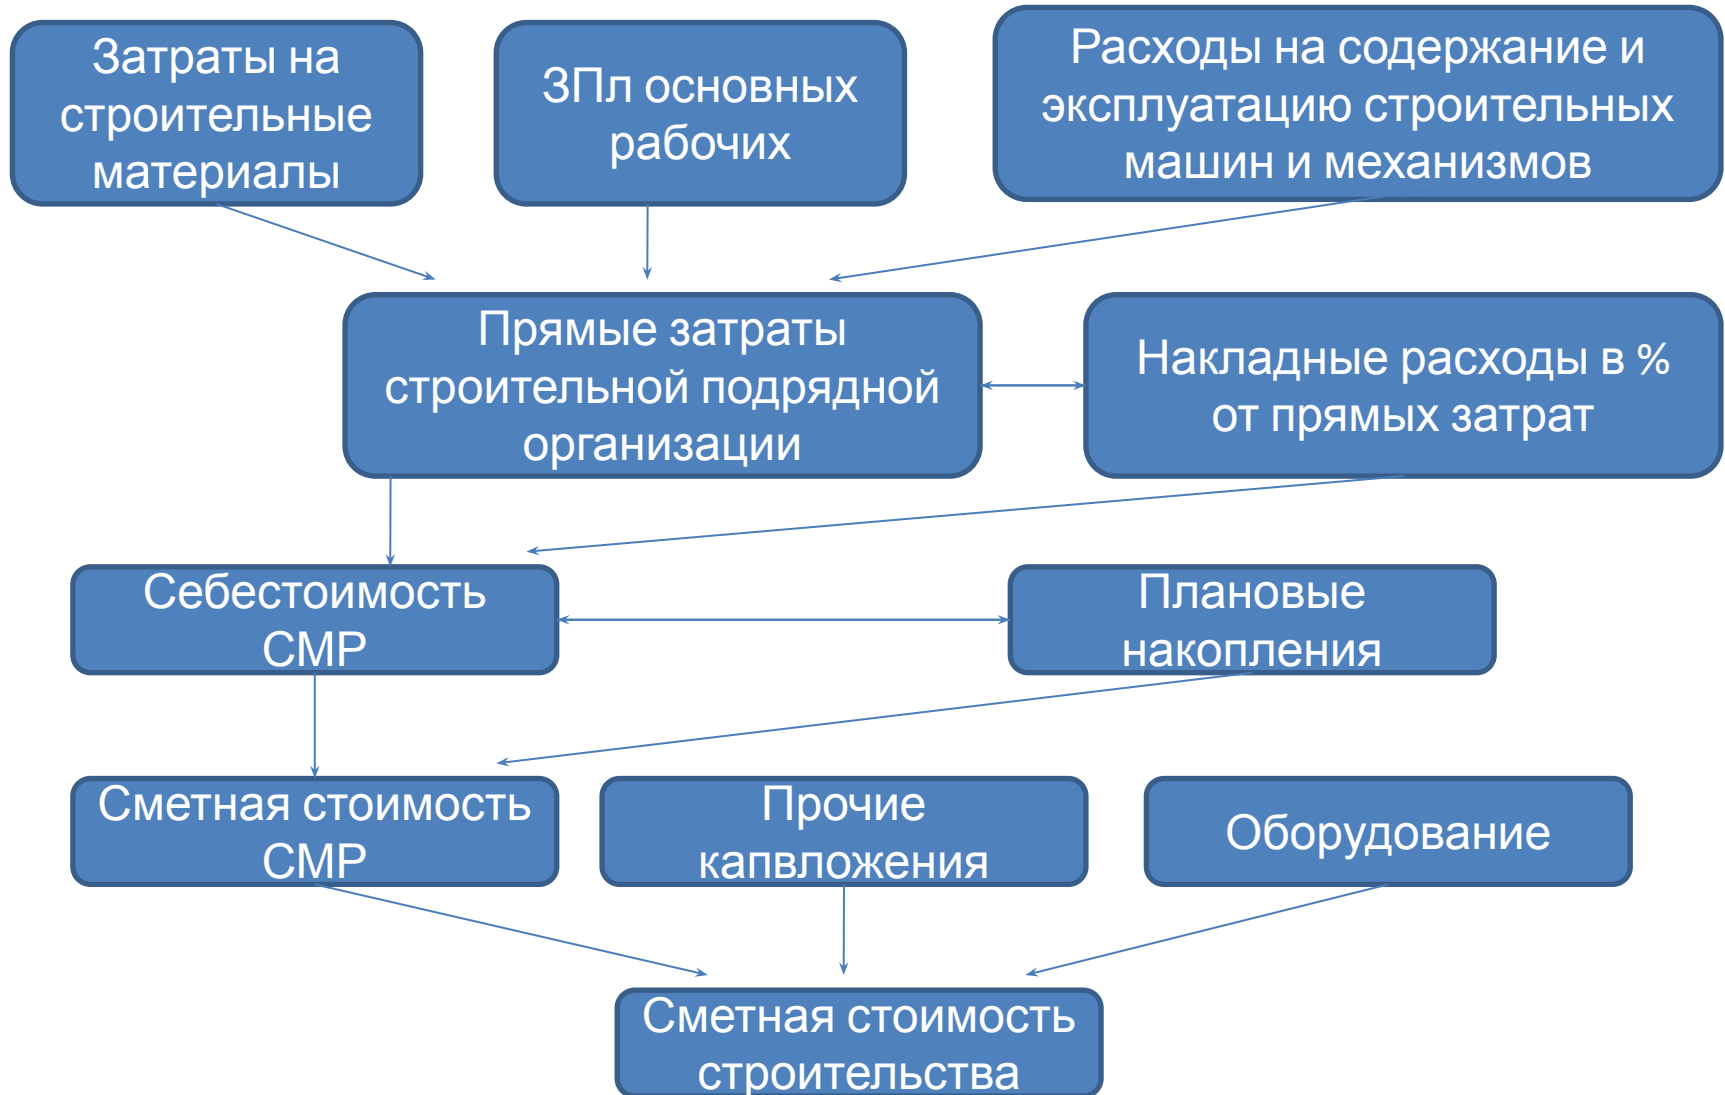 Затраты на
строительные
материалы
ЗПл основных
рабочих
Расходы на содержание и
эксплуатацию строительных
машин и механизмов
Прямые затраты
строительной подрядной
организации
Накладные расходы в %
от прямых затрат
Себестоимость
СМР
Плановые
накопления
Сметная стоимость
СМР
Прочие
капвложения
Оборудование
Сметная стоимость
строительства